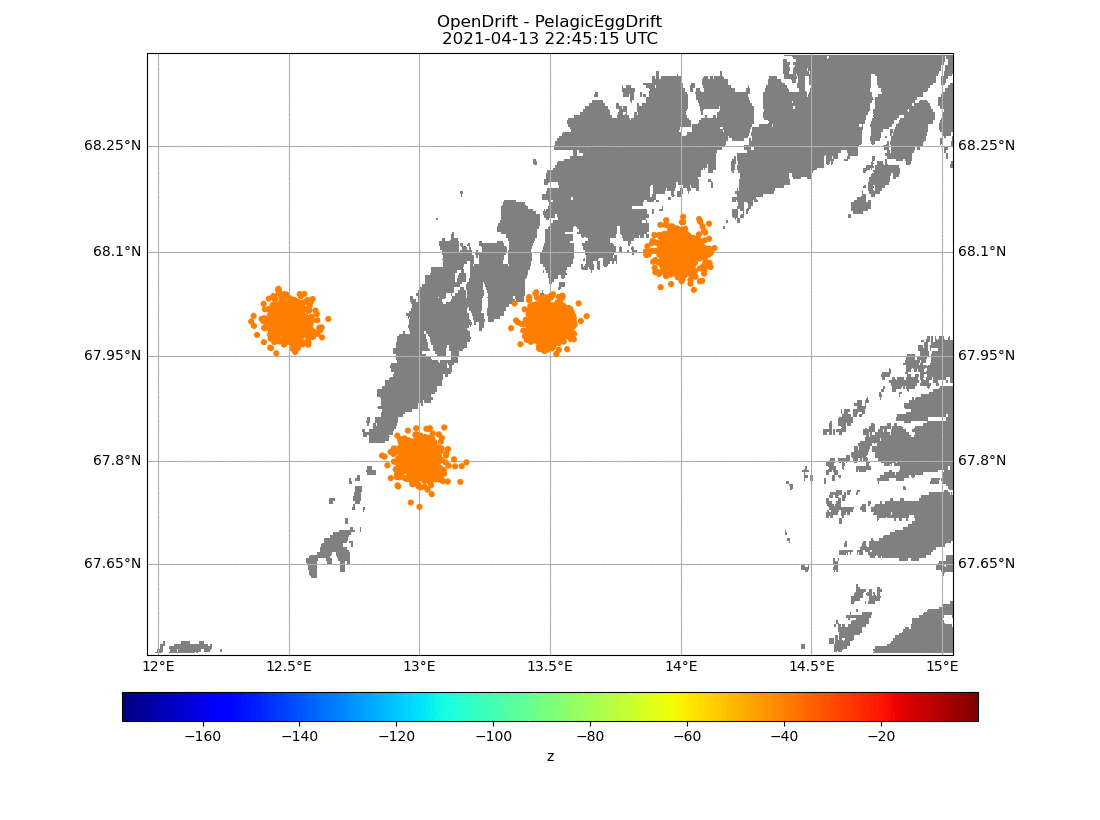 OpenDrift - PelagicEggDrift
2021-04-13 22:45:15 UTC
68.25°N 68.25°N
68.1°N 68.1°N
67.95°N 67.95°N
67.8°N 67.8°N
67.65°N 67.65°N
12°E 12.5°E 13°E 13.5°E 14°E 14.5°E 15°E
−160 −140 −120 −100 −80 −60 −40 −20
z